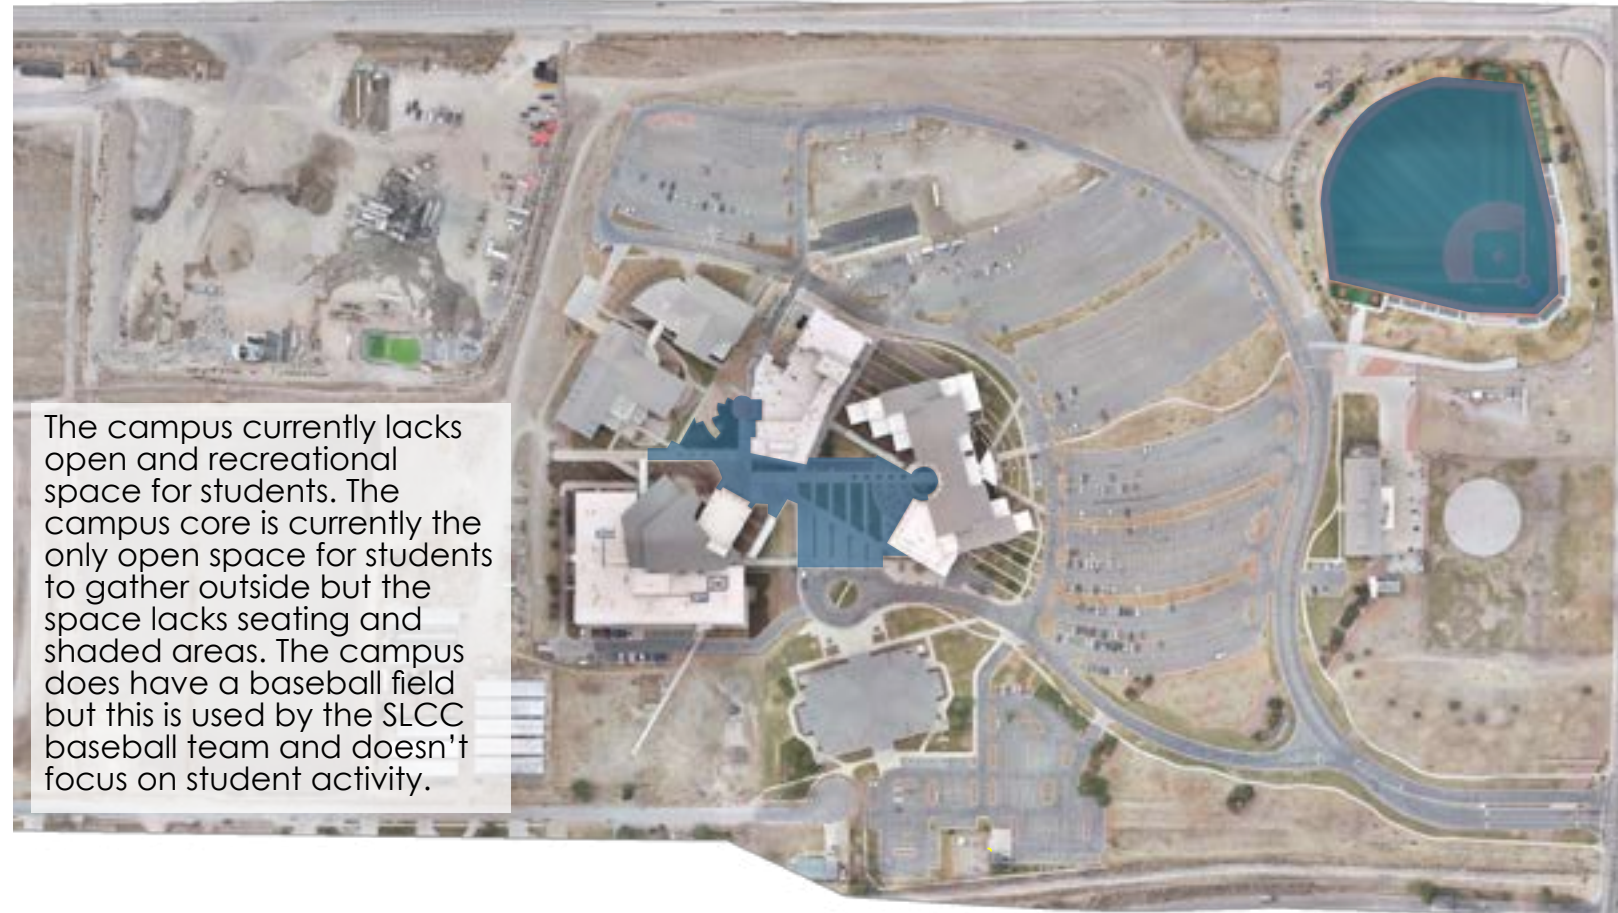 The campus currently lacks
open and recreational
space for students. The
campus core is currently the
only open space for students
to gather outside but the
space lacks seating and
shaded areas. The campus
does have a baseball field
but this is used by the SLCC
baseball team and doesn’t
focus on student activity.